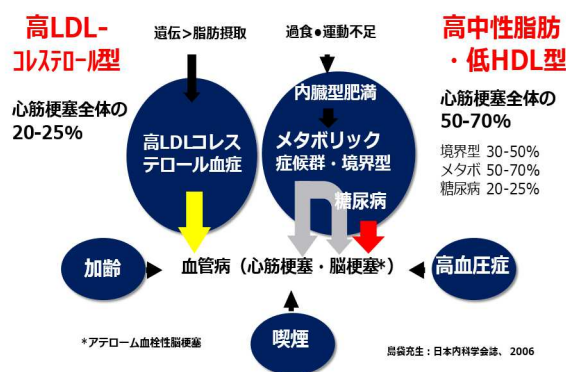 高LDL-
コレステロール型
心筋梗塞全体の
20-25%
遺伝>脂肪摂取
高LDLコレス
テロール血症
過食●運動不足
内臓型肥満
メタボリック
症候群・境界型
糖尿病
高中性脂肪
・低HDL型
心筋梗塞全体の
50-70%
境界型 30-50%
メタボ 50-70%
糖尿病 20-25%
加齢
血管病（心筋梗塞・脳梗塞*）
高血圧症
喫煙
*アテローム血栓性脳梗塞
島袋充生：日本内科学会誌、2006